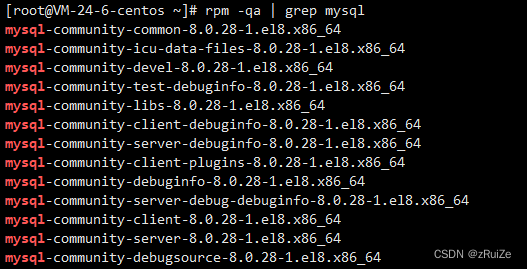 [root@VM-24-6-centos ~]# rpm -qa | grep mysql
mysql-community-common-8.0.28-1.el8.x86_64
mysql-community-icu-data-files-8.0.28-1.el8.x86_64
mysql-community-devel-8.0.28-1.el8.x86_64
mysql-community-test-debuginfo-8.0.28-1.el8.x86_64
mysql-community-libs-8.0.28-1.el8.x86_64
mysql-community-client-debuginfo-8.0.28-1.el8.x86_64
mysql-community-server-debuginfo-8.0.28-1.el8.x86_64
mysql-community-client-plugins-8.0.28-1.el8.x86_64
mysql-community-debuginfo-8.0.28-1.el8.x86_64
mysql-community-server-debug-debuginfo-8.0.28-1.el8.x86_64
mysql-community-client-8.0.28-1.el8.x86_64
mysql-community-server-8.0.28-1.el8.x86_64
mysql-community-debugsource-8.0.28-1.el8.x86_64
CSDN @zRuiZe